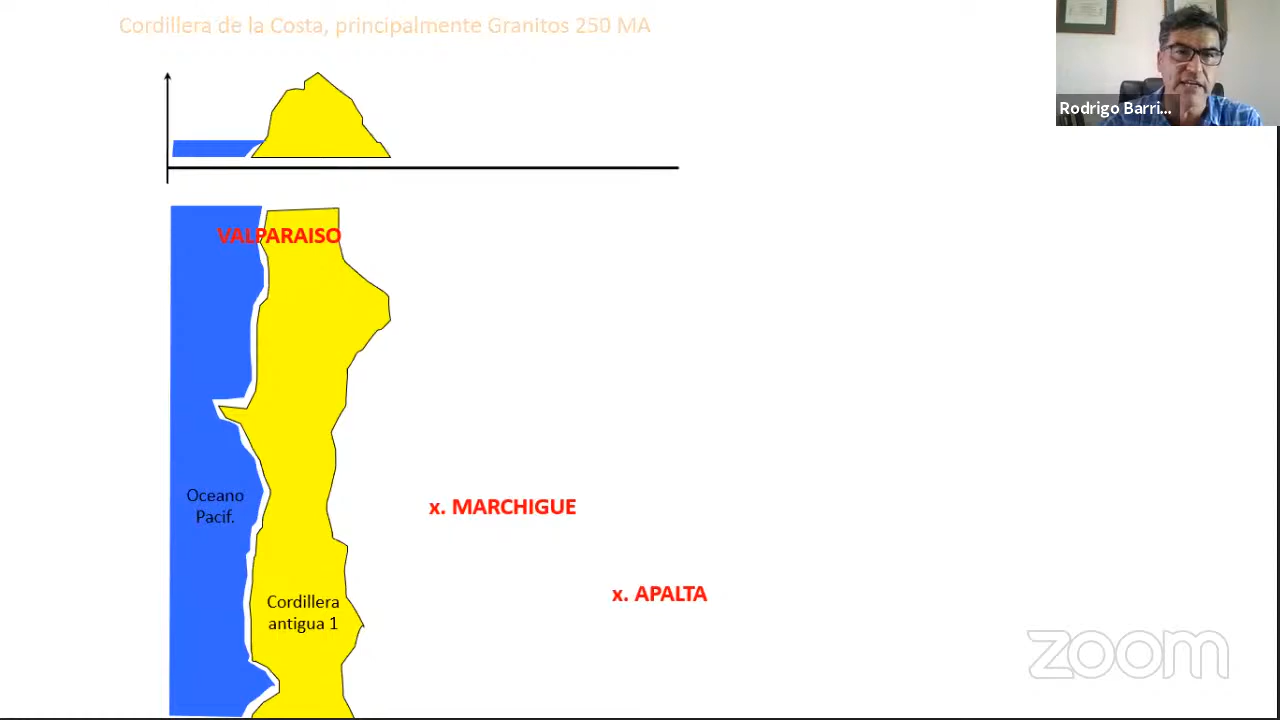 Cordillera de la Costa, principalmente Granitos 250 MA
Rodrigo Barri...
VALPARAISO
Oceano
Pacif.
x. MARCHIGUE
Cordillera
antigua 1
x. APALTA
zoom